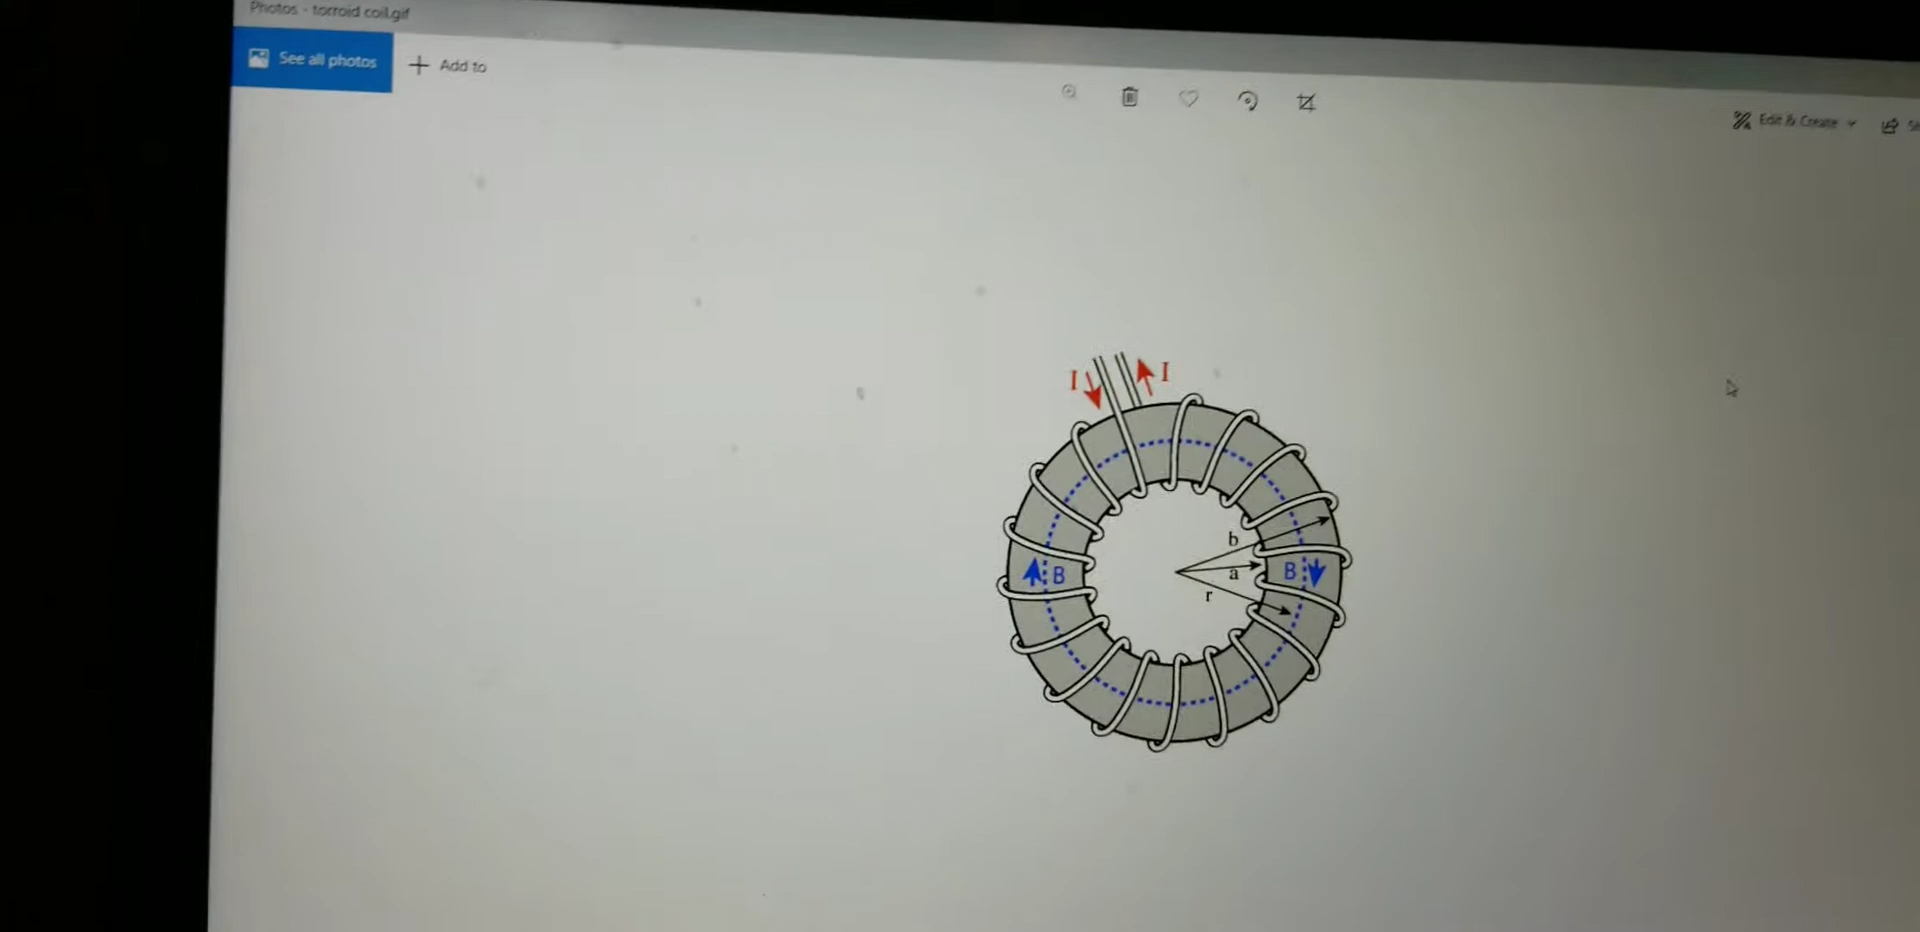 Photos - torroid coil.gif
See all photos
Add to
Edit & Create
I
I
b
B
a
B
r